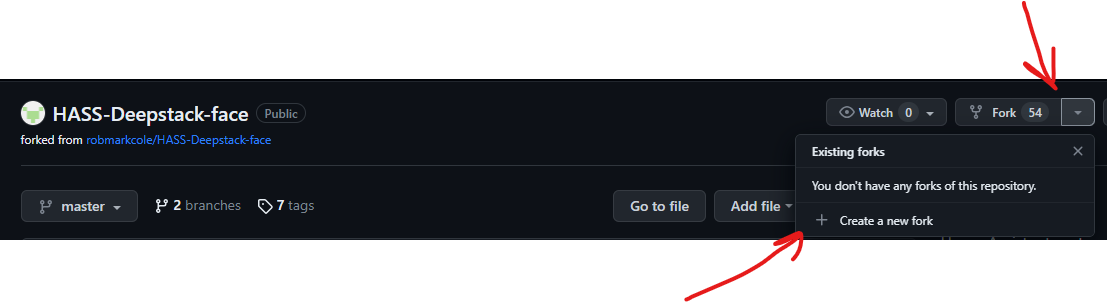 HASS-Deepstack-face Public Watch 0 Fork 54
forked from robmarkcole/HASS-Deepstack-face
Existing forks
You don't have any forks of this repository.
master 2 branches 7 tags Go to file Add file
Create a new fork